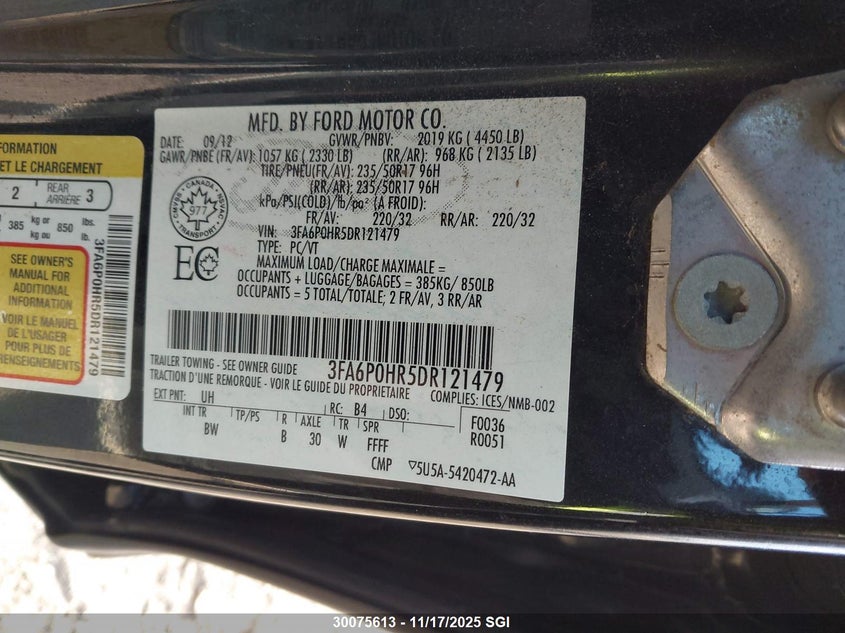 FORMATION
ET LE CHARGEMENT
2 REAR ARRIÈRE 3
385 kg or kg ou 850 lbs. lb.
SEE OWNER'S
MANUAL FOR
ADDITIONAL
INFORMATION
VOIR LE MANUEL
DE L'USAGER
POUR PLUS DE
RENSEIGNEMENTS
3FA6P0HR5DR121479
MFD. BY FORD MOTOR CO.
DATE: 09/12 GVWR/PNBV: 2019 KG ( 4450 LB)
GAWR/PNBE (FR/AV): 1057 KG ( 2330 LB) (RR/AR): 968 KG ( 2135 LB)
TIRE/PNEU(FR/AV): 235/50R17 96H
(RR/AR): 235/50R17 96H
kPa/PSI(COLD)/lb/po² (A FROID):
FR/AV: 220/32 RR/AR: 220/32
VIN: 3FA6P0HR5DR121479
TYPE: PC/VT
MAXIMUM LOAD/CHARGE MAXIMALE =
OCCUPANTS + LUGGAGE/BAGAGES = 385KG/ 850LB
OCCUPANTS = 5 TOTAL/TOTALE; 2 FR/AV, 3 RR/AR
CANADA
977
TRANSPORT
EC
TRAILER TOWING - SEE OWNER GUIDE 3FA6P0HR5DR121479
TRACTION D'UNE REMORQUE - VOIR LE GUIDE DU PROPRIETAIRE COMPLIES: ICES/NMB-002
EXT PNT: UH RC: B4 DSO: F0036
INT TR TP/PS R AXLE TR SPR R0051
BW B 30 W FFFF
CMP 5U5A-5420472-AA
30075613 - 11/17/2025 SGI